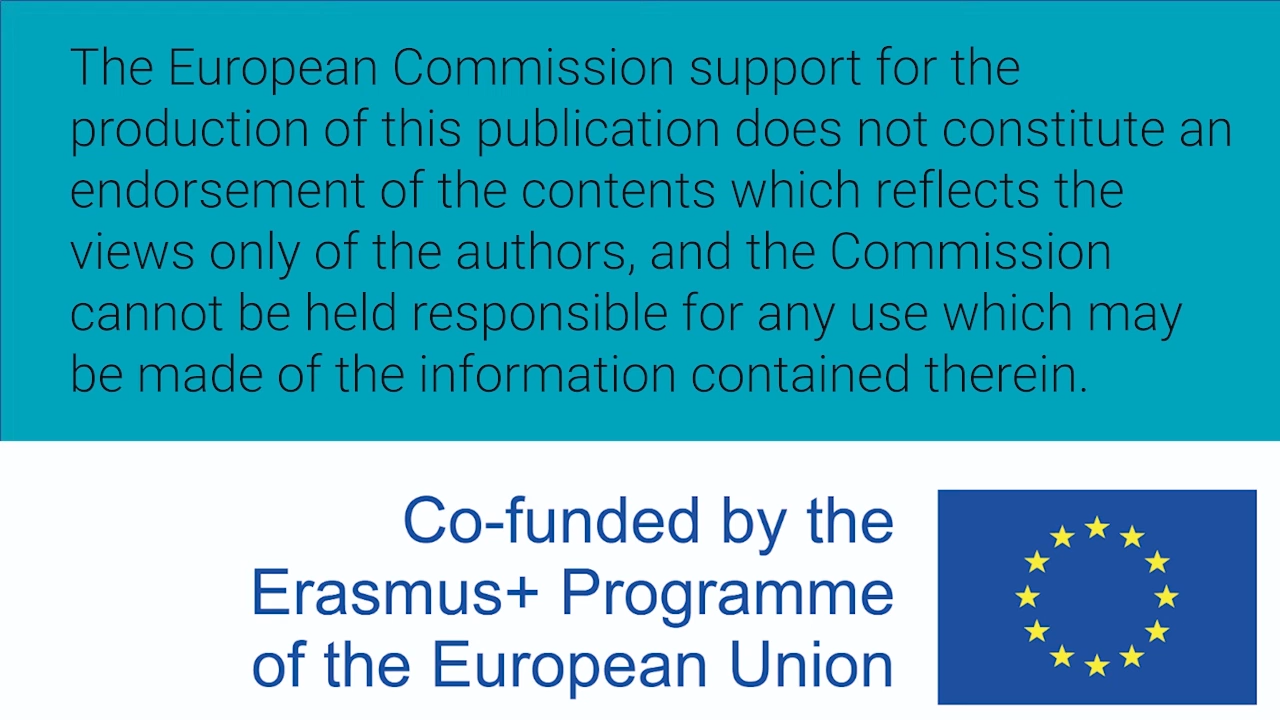 The European Commission support for the
production of this publication does not constitute an
endorsement of the contents which reflects the
views only of the authors, and the Commission
cannot be held responsible for any use which may
be made of the information contained therein.
Co-funded by the
Erasmus+ Programme
of the European Union